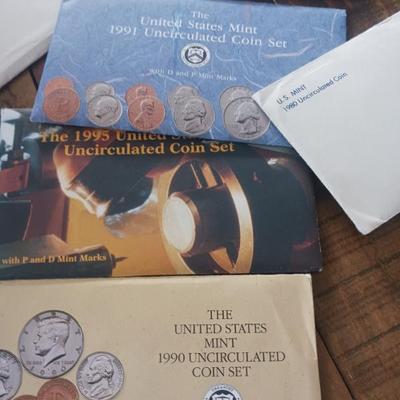 The
United States Mint
1991 Uncirculated Coin Set
with D and P Mint Marks
U.S. MINT
1980 Uncirculated Coin
The 1995 United
Uncirculated Coin Set
with P and D Mint Marks
THE
UNITED STATES
MINT
1990 UNCIRCULATED
COIN SET